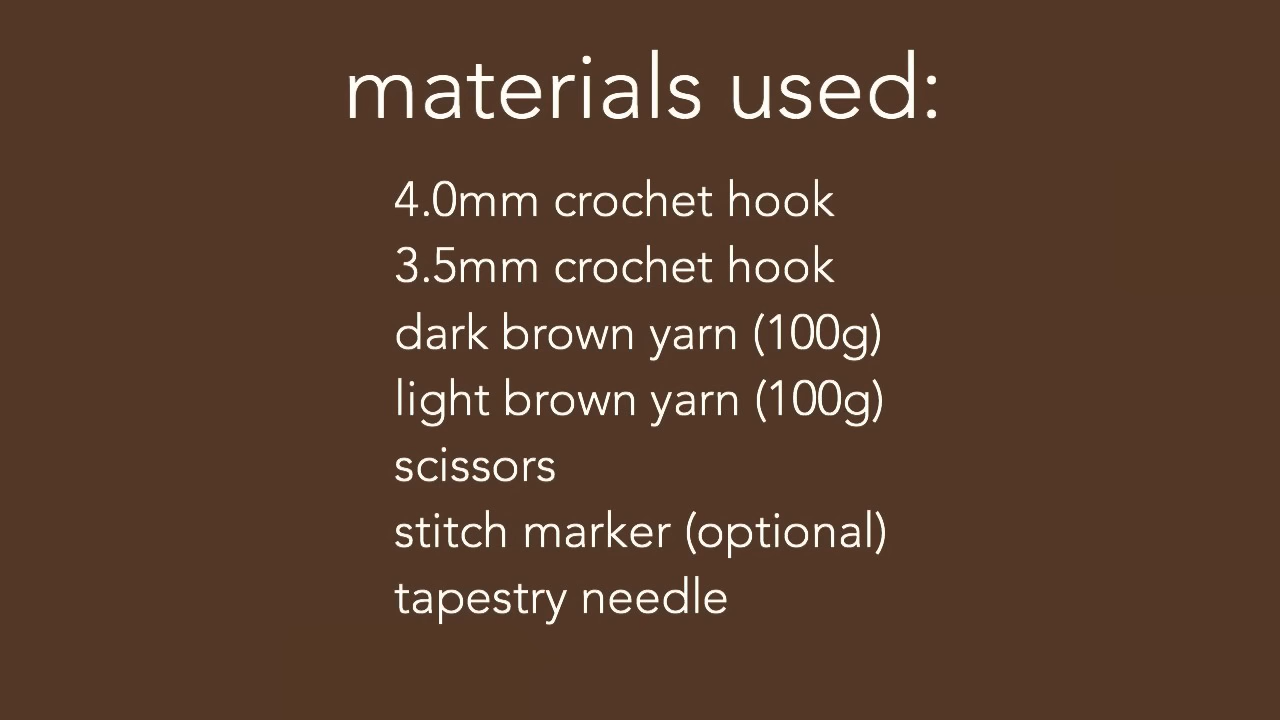 materials used:
4.0mm crochet hook
3.5mm crochet hook
dark brown yarn (100g)
light brown yarn (100g)
scissors
stitch marker (optional)
tapestry needle